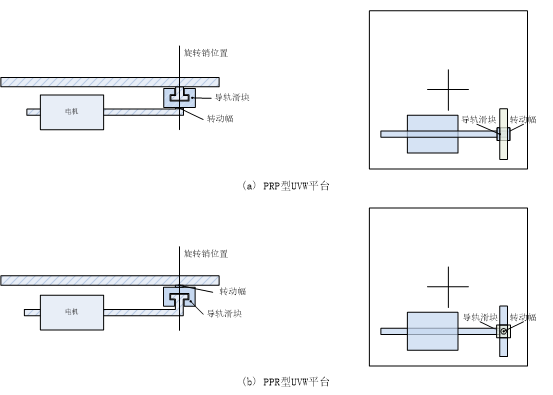 旋转销位置
电机
导轨滑块
转动幅
导轨滑块 转动幅
(a) PRP型UVW平台
旋转销位置
转动幅
电机
导轨滑块
导轨滑块 转动幅
(b) PPR型UVW平台